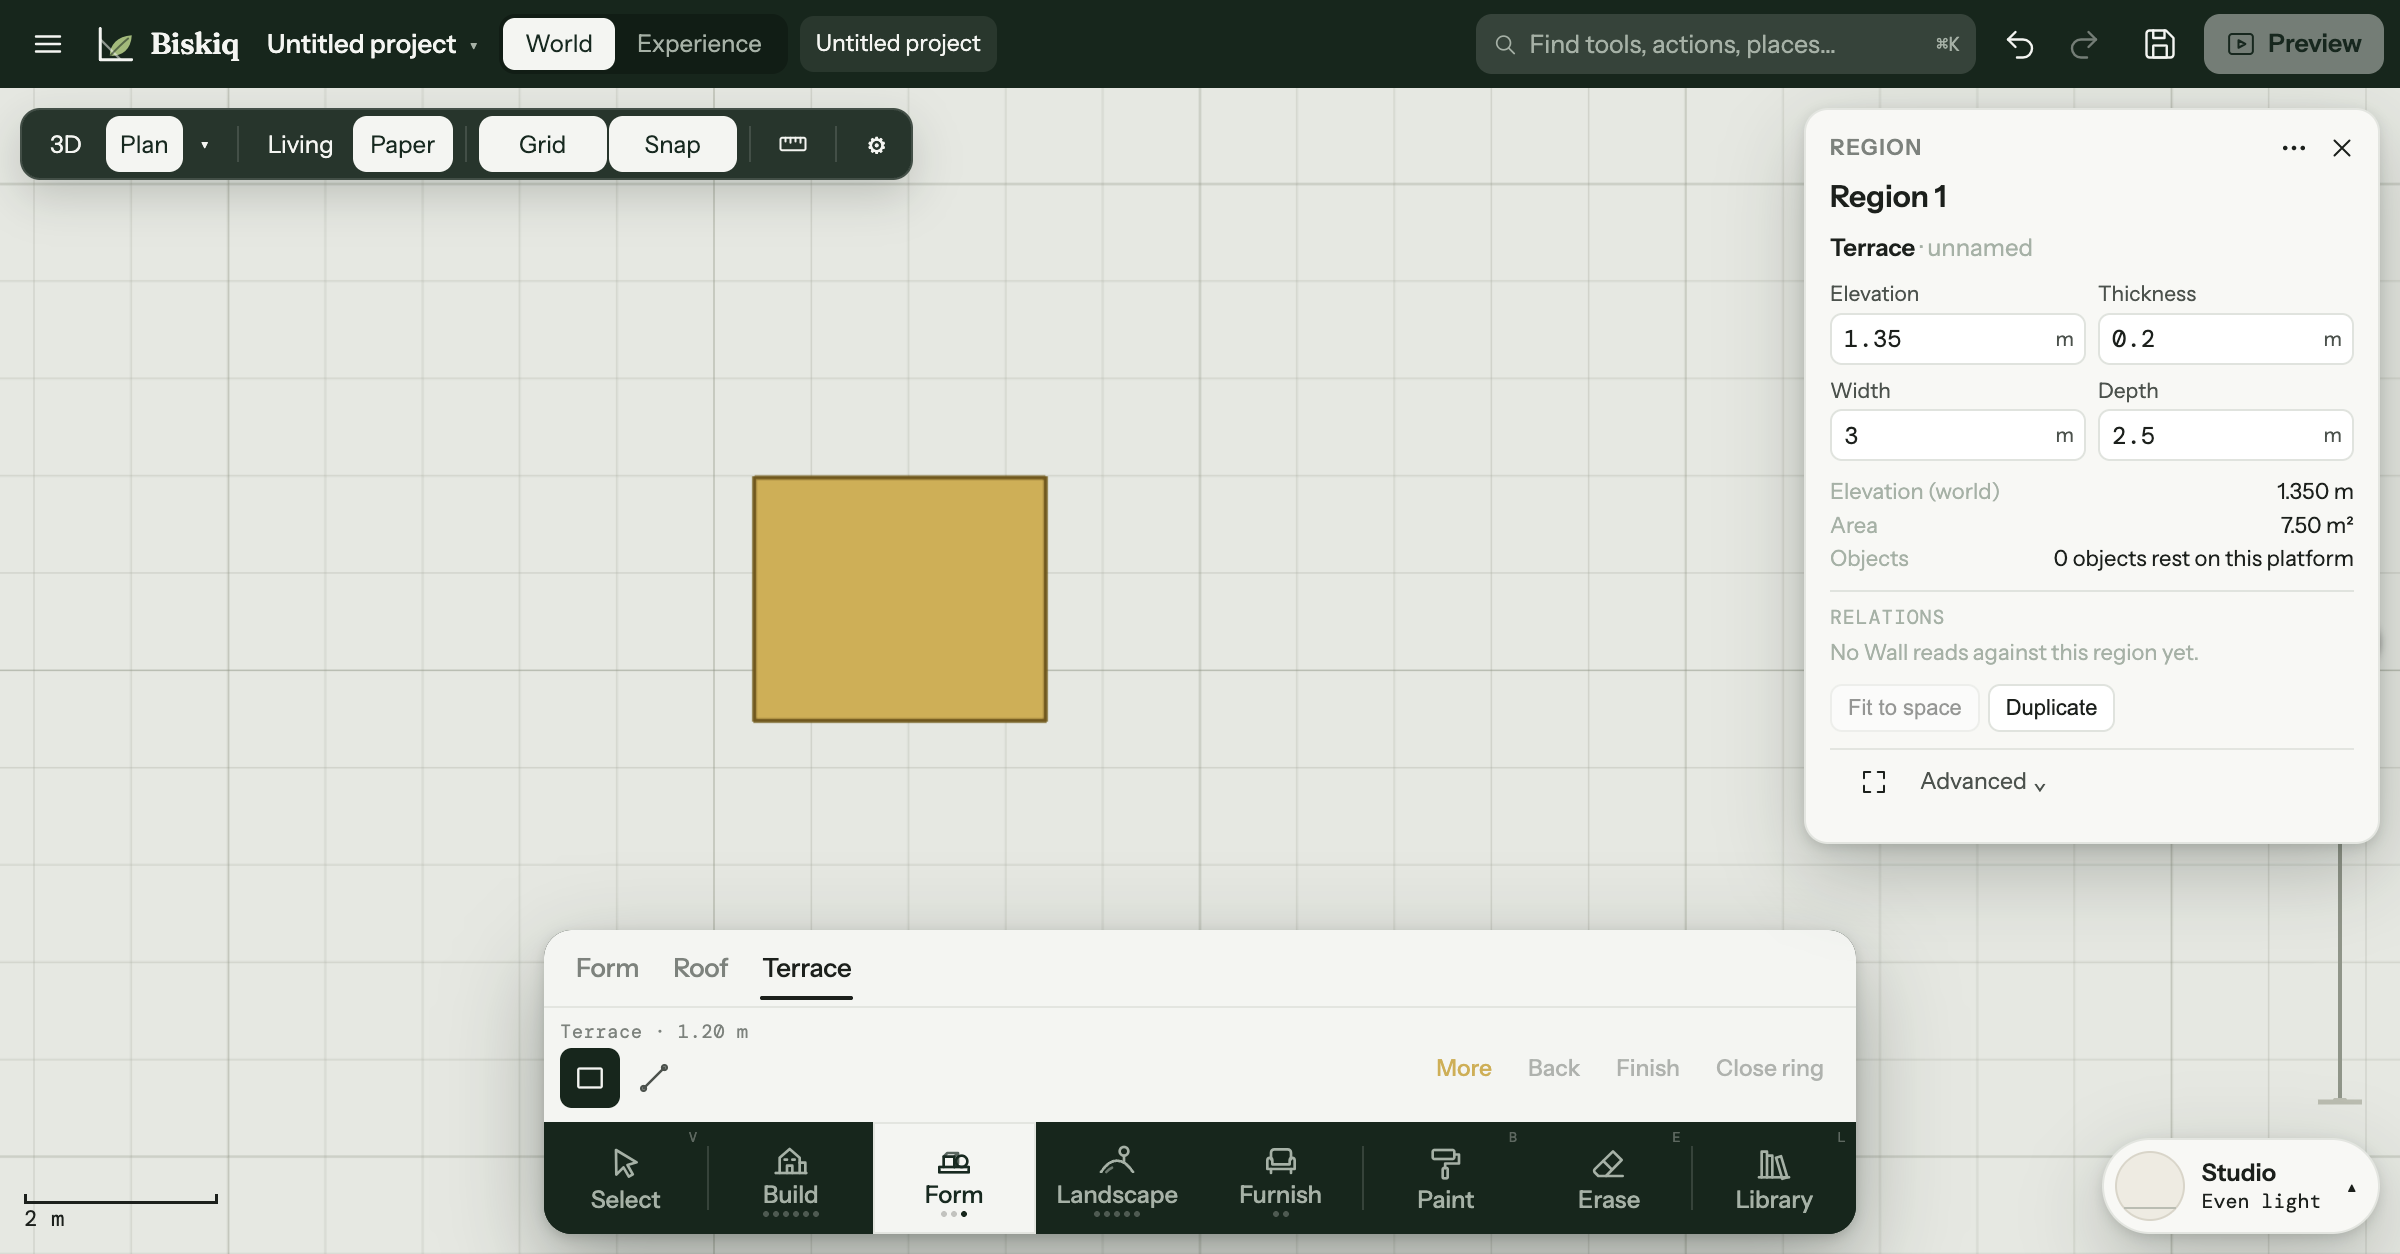 Biskiq Untitled project ▾ World Experience Untitled project Find tools, actions, places... ⌘K Preview
3D Plan ▾ Living Paper Grid Snap
REGION
Region 1
Terrace · unnamed
Elevation Thickness
1.35 m 0.2 m
Width Depth
3 m 2.5 m
Elevation (world) 1.350 m
Area 7.50 m²
Objects 0 objects rest on this platform
RELATIONS
No Wall reads against this region yet.
Fit to space Duplicate
Advanced
Form Roof Terrace
Terrace · 1.20 m
More Back Finish Close ring
V B E L
Select Build Form Landscape Furnish Paint Erase Library
2 m
Studio
Even light